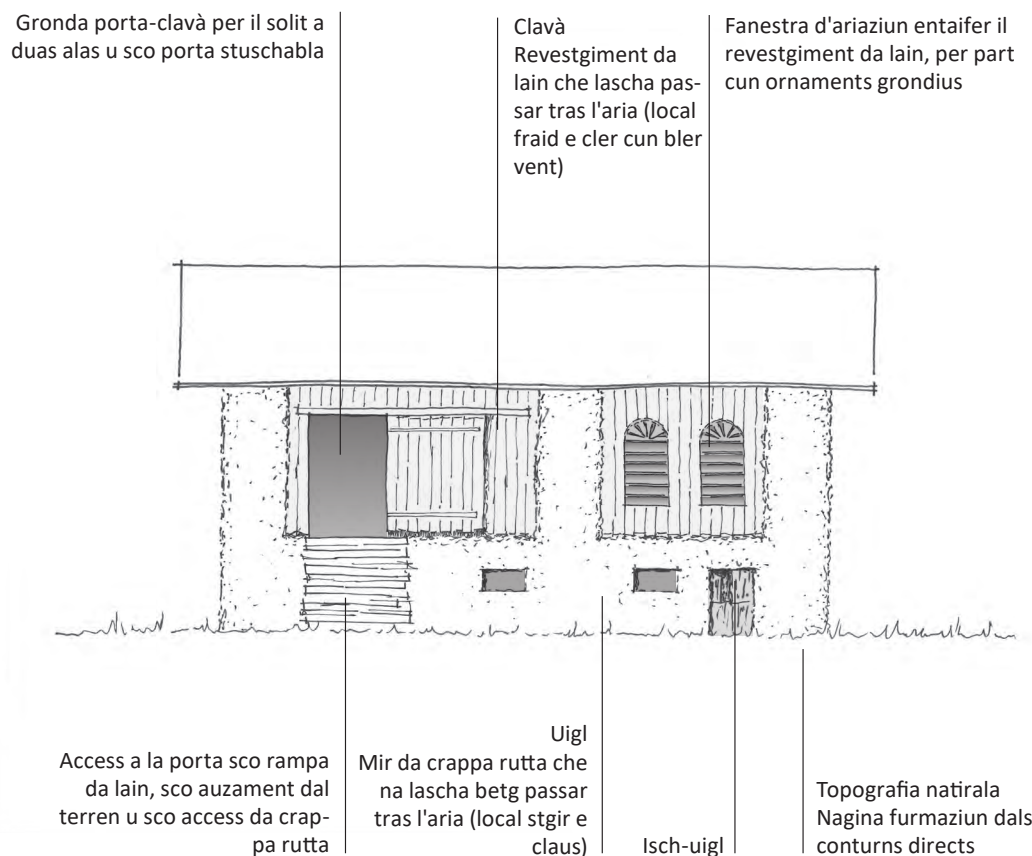 Gronda porta-clavà per il solit a
duas alas u sco porta stuschabla
Clavà
Revestgiment da
lain che lascha pas-
sar tras l'aria (local
fraid e cler cun bler
vent)
Fanestra d'ariaziun entaifer il
revestgiment da lain, per part
cun ornaments grondius
Access a la porta sco rampa
da lain, sco auzament dal
terren u sco access da crap-
pa rutta
Uigl
Mir da crappa rutta che
na lascha betg passar
tras l'aria (local stgir e
claus)
Isch-uigl
Topografia natirala
Nagina furmaziun dals
conturns directs